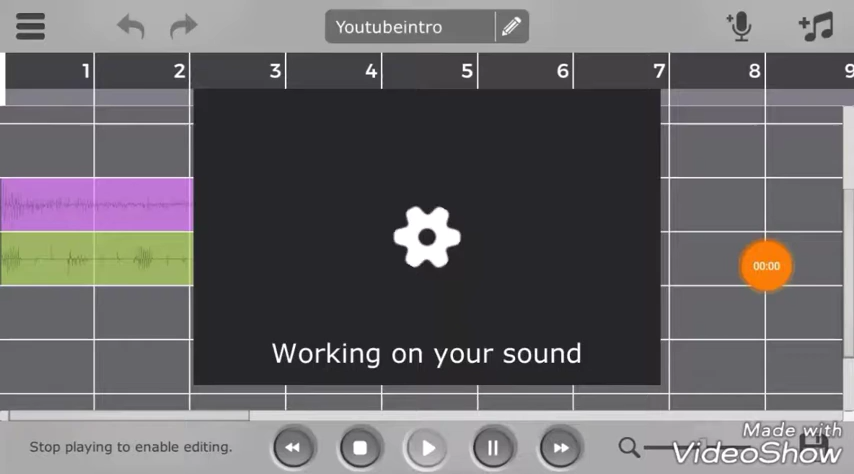 Youtubeintro
1 2 3 4 5 6 7 8 9
Working on your sound
00:00
Stop playing to enable editing.
Made with
VideoShow